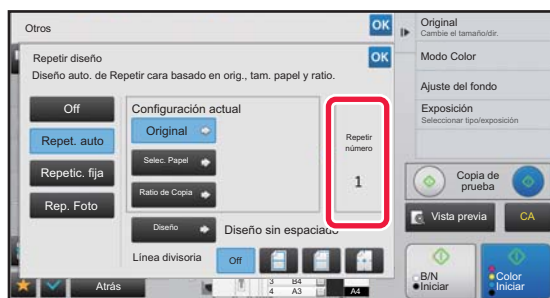 Otros
OK
Repetir diseño
OK
Diseño auto. de Repetir cara basado en orig., tam. papel y ratio.
Off
Repet. auto
Repetic. fija
Rep. Foto
Configuración actual
Original
Selec. Papel
Ratio de Copia
Repetir
número
1
Diseño
Diseño sin espaciado
Línea divisoria
Off
Atrás
3 B4
4 A3
A4
Original
Cambie el tamaño/dir.
Modo Color
Ajuste del fondo
Exposición
Seleccionar tipo/exposición
Copia de
prueba
Vista previa
CA
B/N
Iniciar
Color
Iniciar